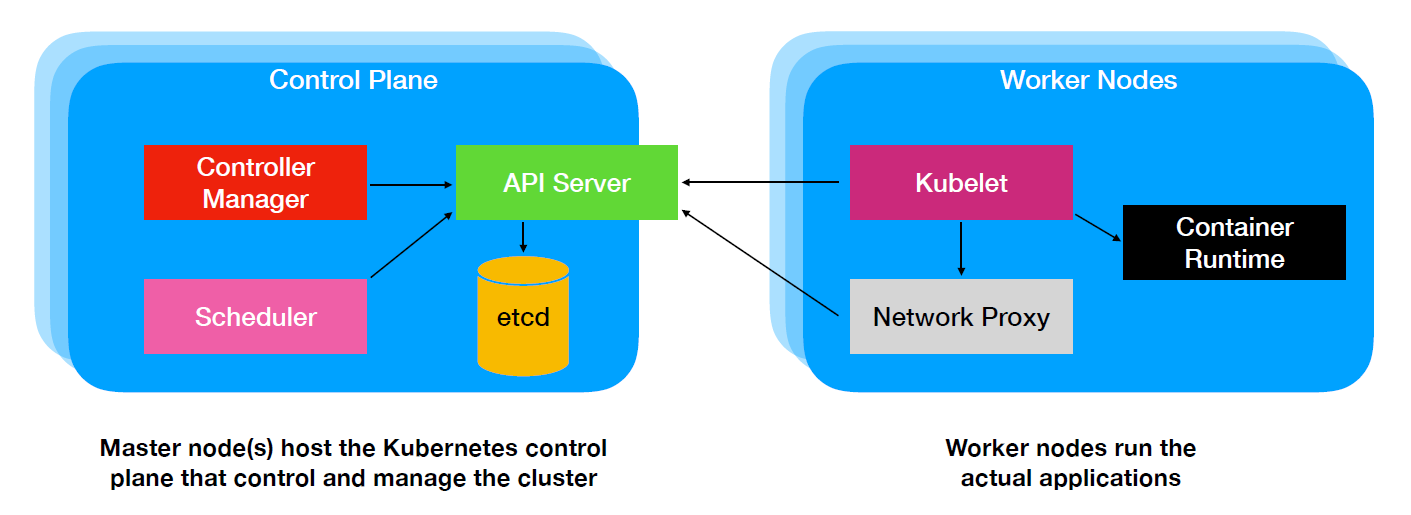 Control Plane
Controller
Manager
API Server
Scheduler
etcd
Master node(s) host the Kubernetes control
plane that control and manage the cluster
Worker Nodes
Kubelet
Container
Runtime
Network Proxy
Worker nodes run the
actual applications